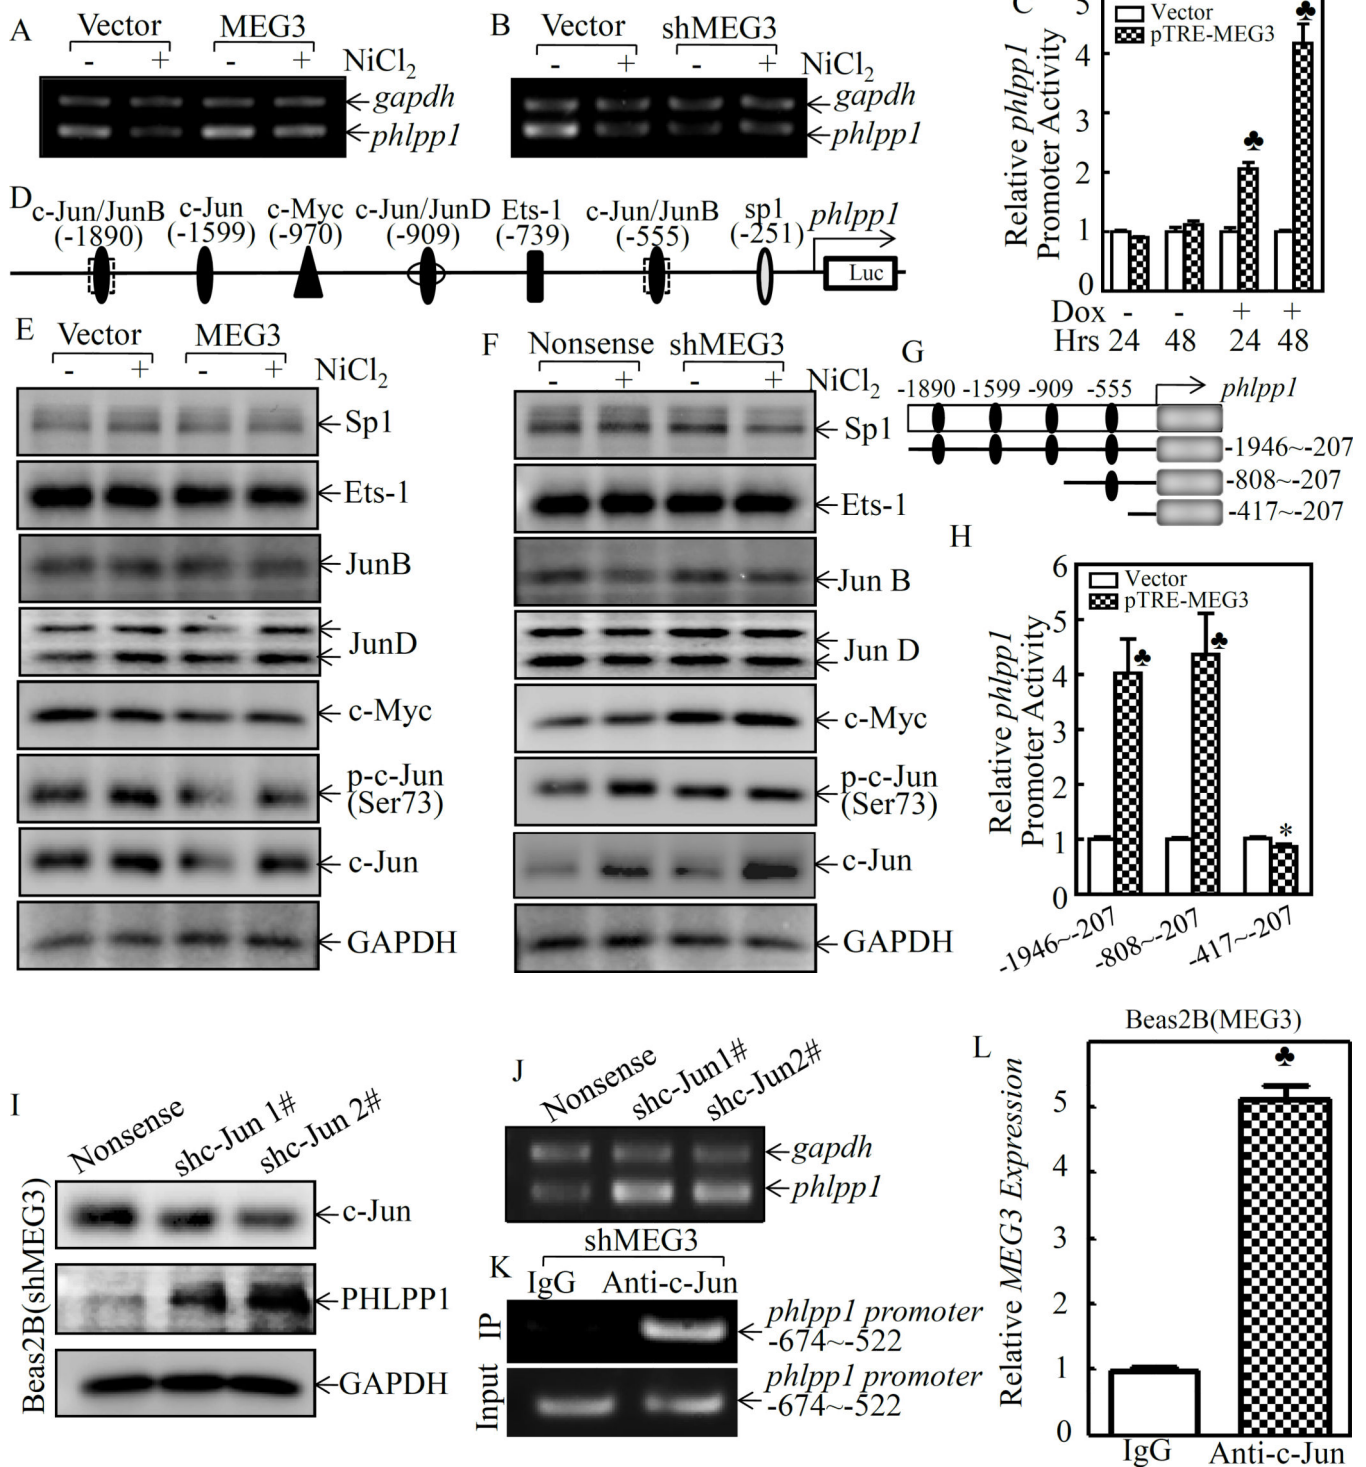 A
Vector MEG3
- + - + NiCl2
gapdh
phlpp1
B
Vector shMEG3
- + - + NiCl2
gapdh
phlpp1
C
Vector
pTRE-MEG3
Relative phlpp1
Promoter Activity
5
4
3
2
1
0
♣ ♣
Dox - - + +
Hrs 24 48 24 48
D
c-Jun/JunB c-Jun c-Myc c-Jun/JunD Ets-1 c-Jun/JunB sp1 phlpp1
(-1890) (-1599) (-970) (-909) (-739) (-555) (-251)
Luc
E
Vector MEG3
- + - + NiCl2
Sp1
Ets-1
JunB
JunD
c-Myc
p-c-Jun
(Ser73)
c-Jun
GAPDH
F
Nonsense shMEG3
- + - + NiCl2
Sp1
Ets-1
Jun B
Jun D
c-Myc
p-c-Jun
(Ser73)
c-Jun
GAPDH
G
-1890 -1599 -909 -555 phlpp1
-1946~-207
-808~-207
-417~-207
H
Vector
pTRE-MEG3
Relative phlpp1
Promoter Activity
6
5
4
3
2
1
0
♣ ♣ *
-1946~-207 -808~-207 -417~-207
I
Nonsense shc-Jun 1# shc-Jun 2#
Beas2B(shMEG3)
c-Jun
PHLPP1
GAPDH
J
Nonsense shc-Jun1# shc-Jun2#
gapdh
phlpp1
K
shMEG3
IgG Anti-c-Jun
IP
phlpp1 promoter
-674~-522
Input
phlpp1 promoter
-674~-522
L
Beas2B(MEG3)
Relative MEG3 Expression
5
4
3
2
1
0
♣
IgG Anti-c-Jun